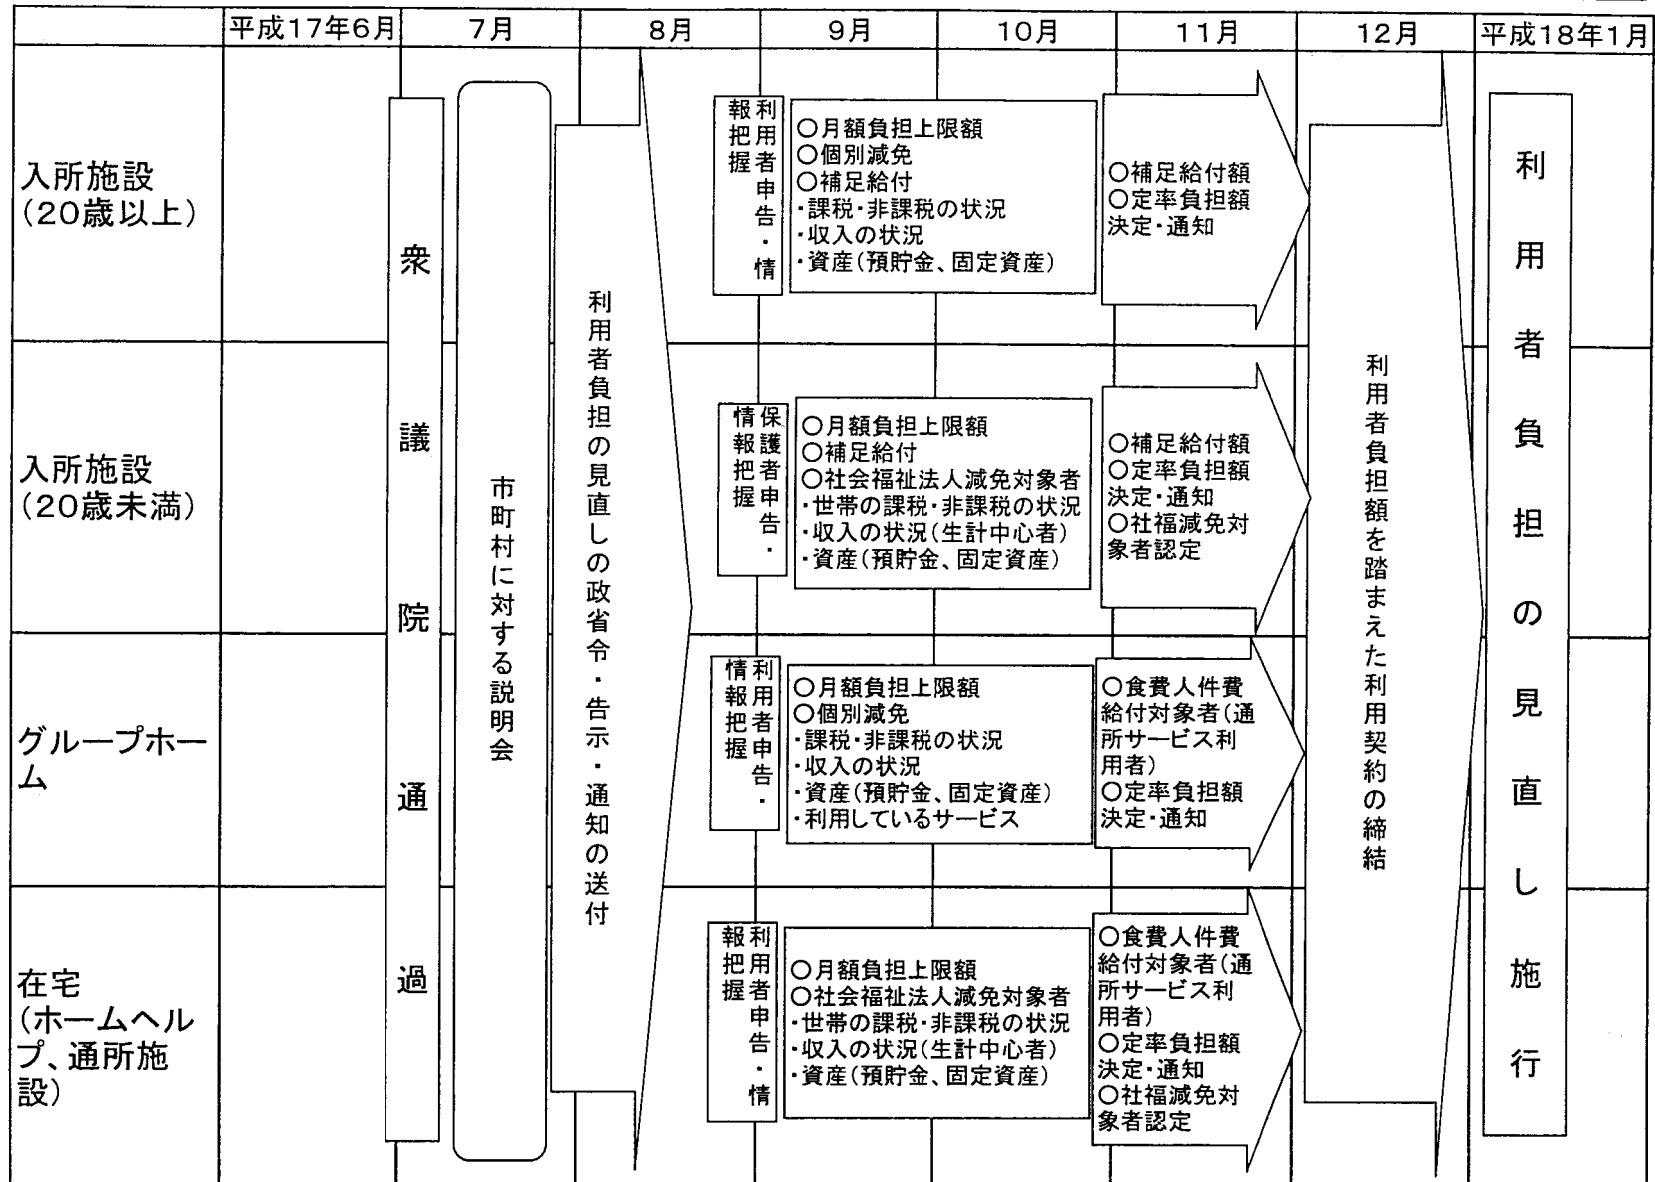 平成17年6月
7月
8月
9月
10月
11月
12月
平成18年1月
衆議院通過
市町村に対する説明会
利用者負担の見直しの政省令・告示・通知の送付
入所施設
(20歳以上)
利用者申告・情
報把握
○月額負担上限額
○個別減免
○補足給付
・課税・非課税の状況
・収入の状況
・資産(預貯金、固定資産)
○補足給付額
○定率負担額
決定・通知
入所施設
(20歳未満)
保護者申告・
情報把握
○月額負担上限額
○補足給付
○社会福祉法人減免対象者
・世帯の課税・非課税の状況
・収入の状況(生計中心者)
・資産(預貯金、固定資産)
○補足給付額
○定率負担額
決定・通知
○社福減免対
象者認定
グループホー
ム
利用者申告・
情報把握
○月額負担上限額
○個別減免
・課税・非課税の状況
・収入の状況
・資産(預貯金、固定資産)
・利用しているサービス
○食費人件費
給付対象者(通
所サービス利
用者)
○定率負担額
決定・通知
在宅
(ホームヘル
プ、通所施
設)
利用者申告・情
報把握
○月額負担上限額
○社会福祉法人減免対象者
・世帯の課税・非課税の状況
・収入の状況(生計中心者)
・資産(預貯金、固定資産)
○食費人件費
給付対象者(通
所サービス利
用者)
○定率負担額
決定・通知
○社福減免対
象者認定
利用者負担額を踏まえた利用契約の締結
利用者負担の見直し施行